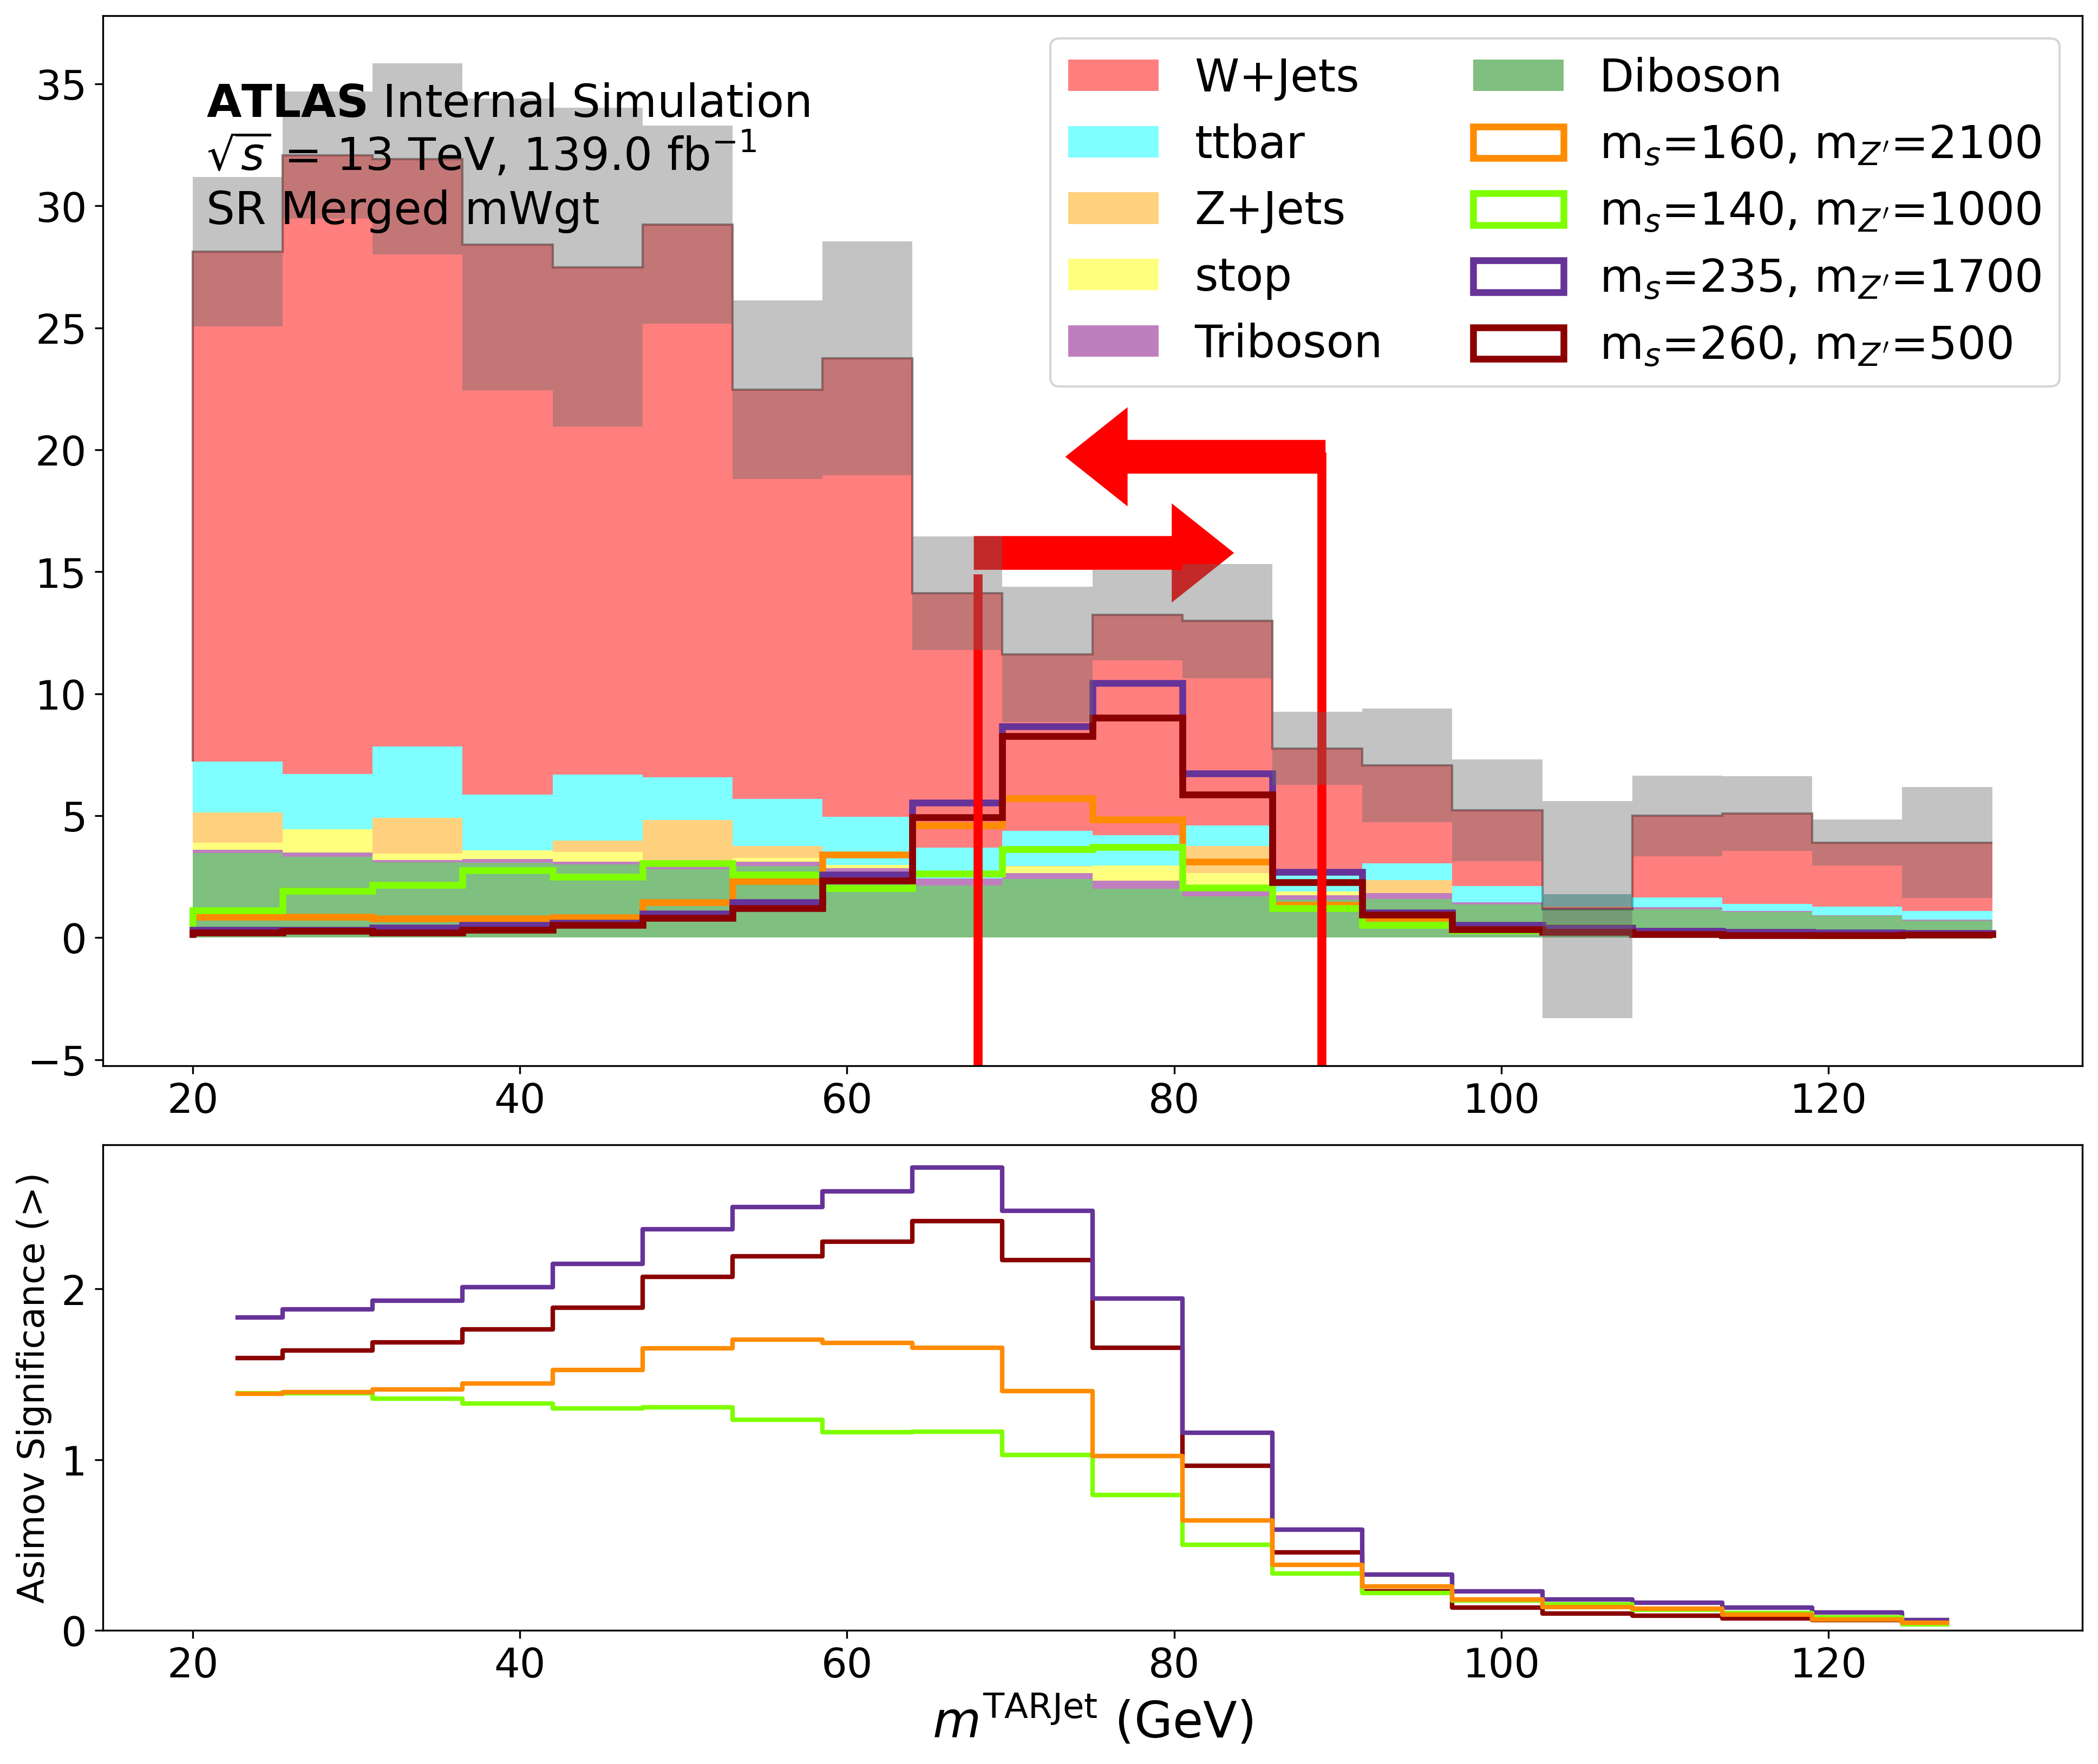 35
30
25
20
15
10
5
0
−5
ATLAS Internal Simulation
√s = 13 TeV, 139.0 fb⁻¹
SR Merged mWgt
W+Jets
ttbar
Z+Jets
stop
Triboson
Diboson
mₛ=160, m_Z′=2100
mₛ=140, m_Z′=1000
mₛ=235, m_Z′=1700
mₛ=260, m_Z′=500
20 40 60 80 100 120
Asimov Significance (>)
2
1
0
20 40 60 80 100 120
m^TARJet (GeV)